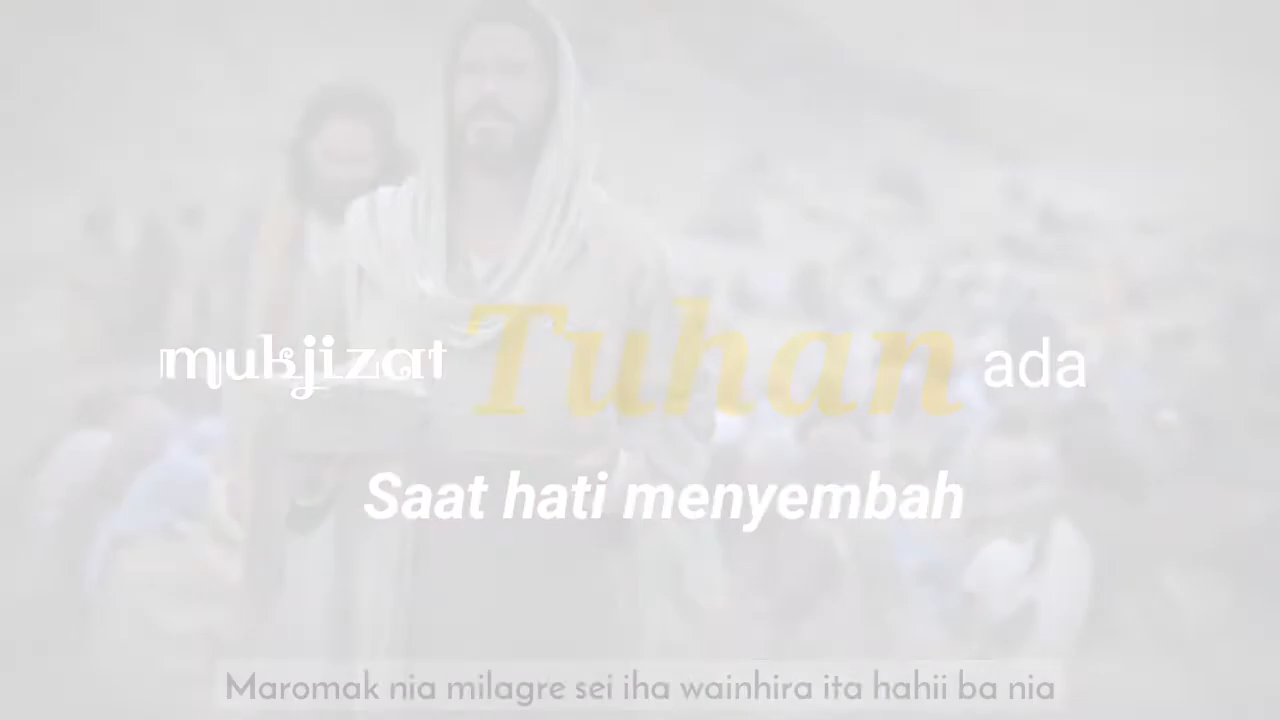 mukjizat Tuhan ada
Saat hati menyembah
Maromak nia milagre sei iha wainhira ita hahii ba nia